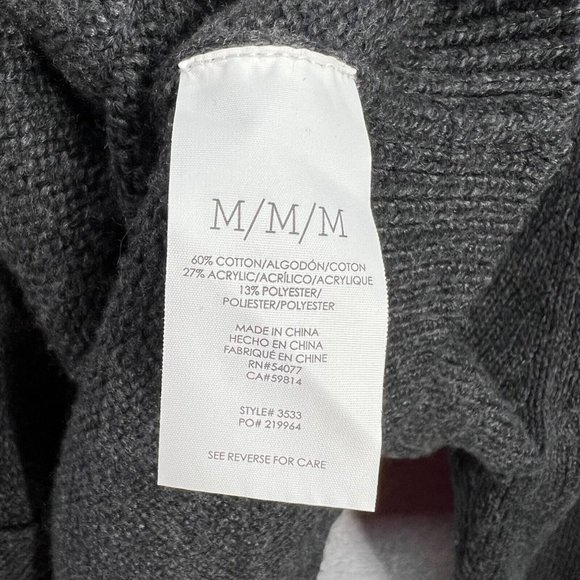 M/M/M
60% COTTON/ALGODÓN/COTON
27% ACRYLIC/ACRÍLICO/ACRYLIQUE
13% POLYESTER/
POLIESTER/POLYESTER
MADE IN CHINA
HECHO EN CHINA
FABRIQUÉ EN CHINE
RN#54077
CA#59814
STYLE# 3533
PO# 219964
SEE REVERSE FOR CARE